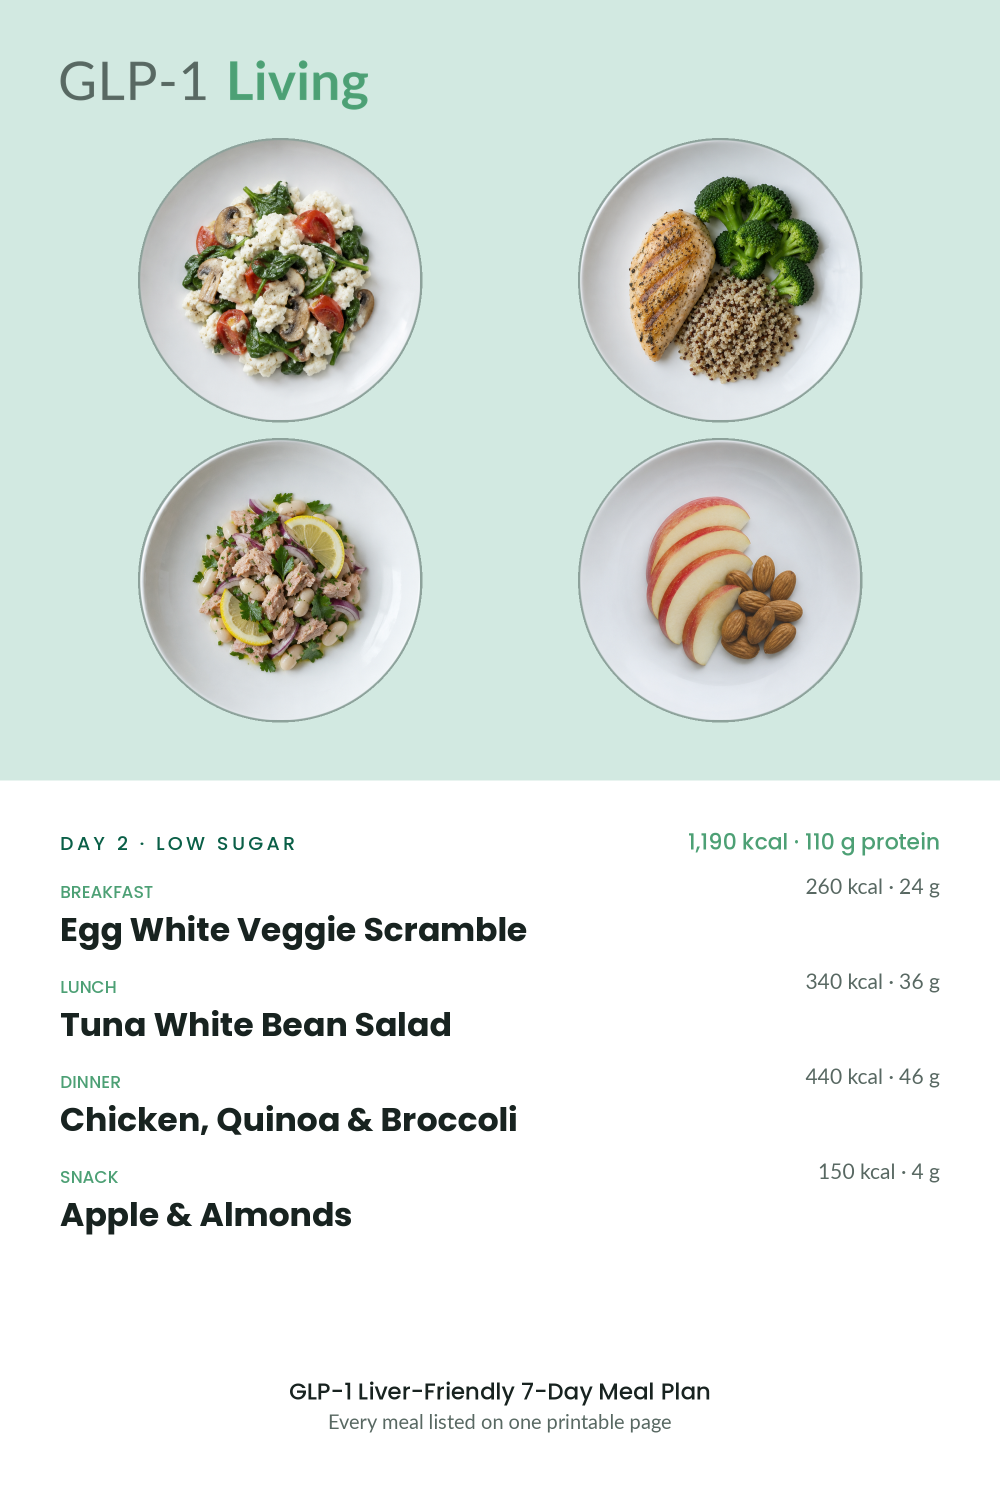 GLP-1 Living
DAY 2 · LOW SUGAR
1,190 kcal · 110 g protein
BREAKFAST
260 kcal · 24 g
Egg White Veggie Scramble
LUNCH
340 kcal · 36 g
Tuna White Bean Salad
DINNER
440 kcal · 46 g
Chicken, Quinoa & Broccoli
SNACK
150 kcal · 4 g
Apple & Almonds
GLP-1 Liver-Friendly 7-Day Meal Plan
Every meal listed on one printable page